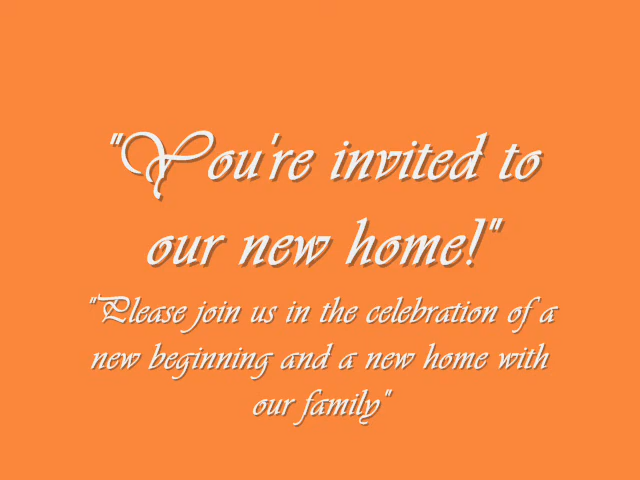 "You're invited to
our new home!"
"Please join us in the celebration of a
new beginning and a new home with
our family"